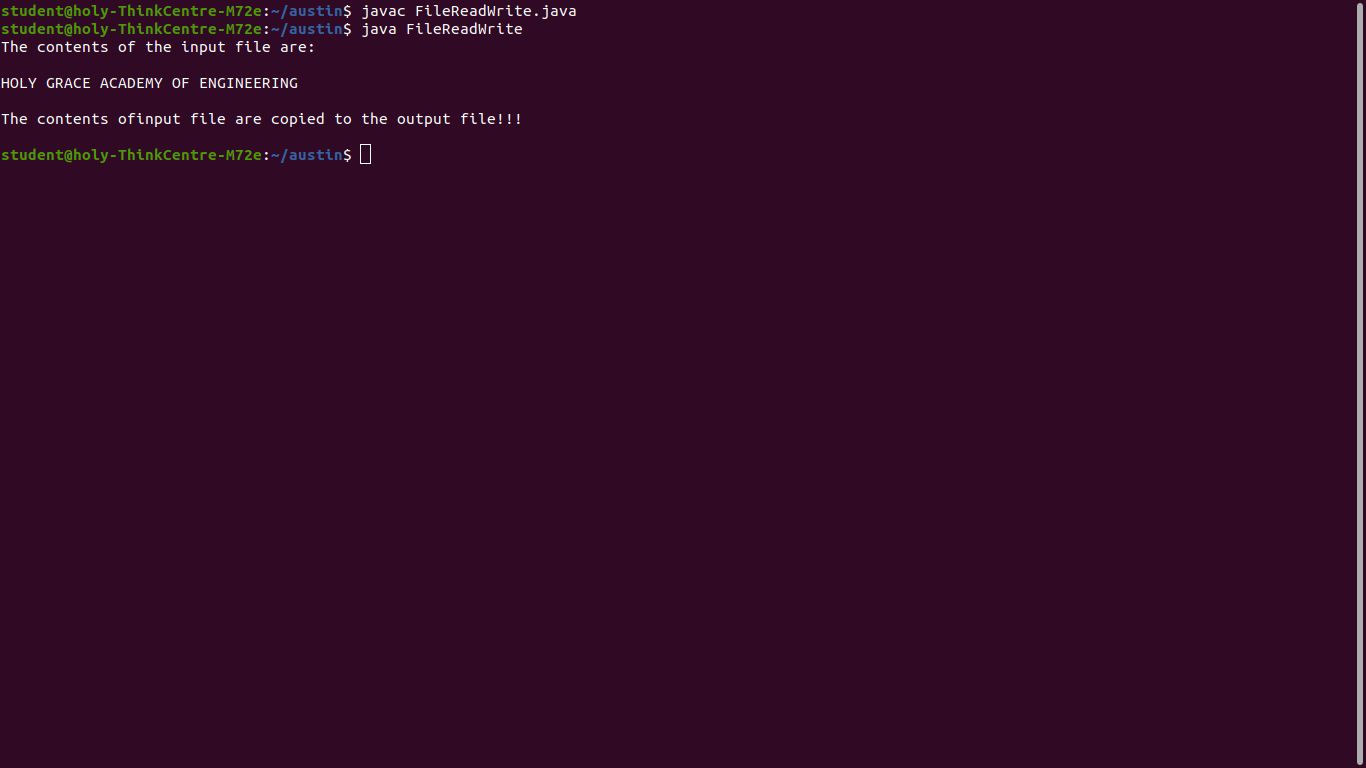 student@holy-ThinkCentre-M72e:~/austin$ javac FileReadWrite.java
student@holy-ThinkCentre-M72e:~/austin$ java FileReadWrite
The contents of the input file are:
HOLY GRACE ACADEMY OF ENGINEERING
The contents ofinput file are copied to the output file!!!
student@holy-ThinkCentre-M72e:~/austin$